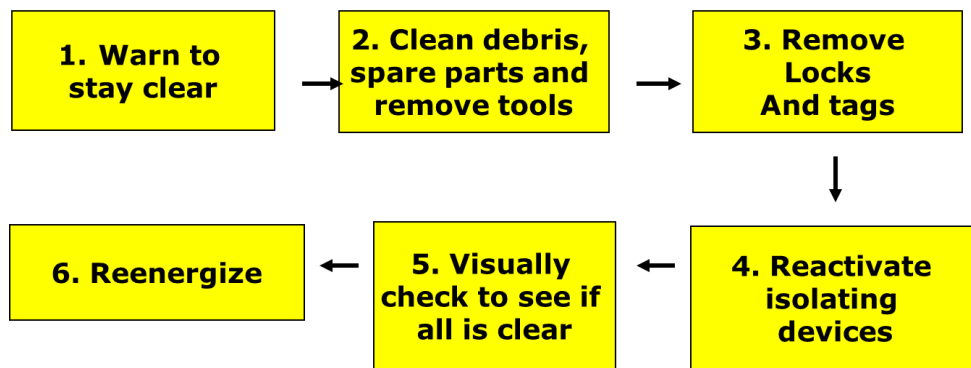 1. Warn to
stay clear
2. Clean debris,
spare parts and
remove tools
3. Remove
Locks
And tags
4. Reactivate
isolating
devices
5. Visually
check to see if
all is clear
6. Reenergize